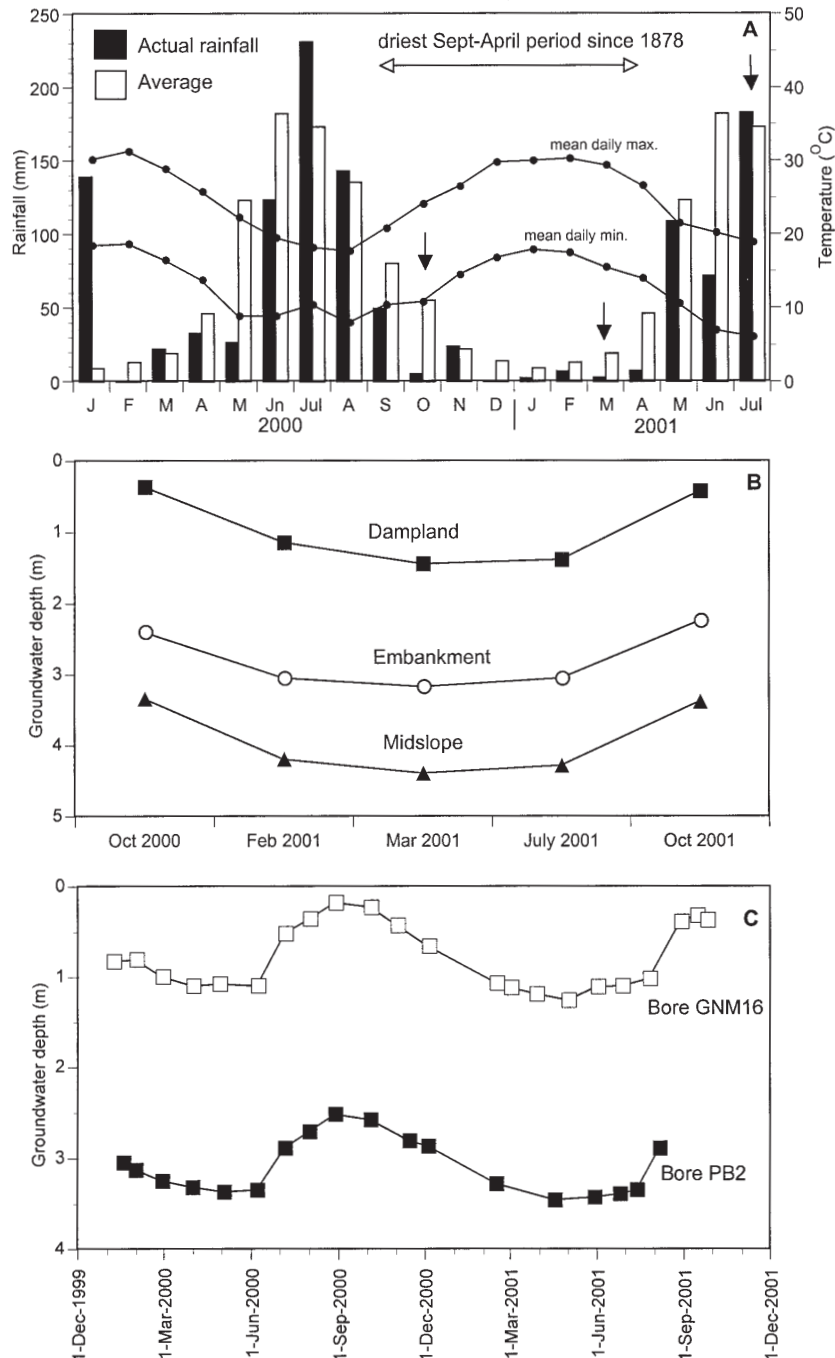 A
Actual rainfall
Average
driest Sept-April period since 1878
mean daily max.
mean daily min.
Rainfall (mm)
250
200
150
100
50
0
Temperature (°C)
50
40
30
20
10
0
J F M A M Jn Jul A S O N D J F M A M Jn Jul
2000 2001
B
Dampland
Embankment
Midslope
Groundwater depth (m)
0
1
2
3
4
5
Oct 2000 Feb 2001 Mar 2001 July 2001 Oct 2001
C
Bore GNM16
Bore PB2
Groundwater depth (m)
0
1
2
3
4
1-Dec-1999
1-Mar-2000
1-Jun-2000
1-Sep-2000
1-Dec-2000
1-Mar-2001
1-Jun-2001
1-Sep-2001
1-Dec-2001